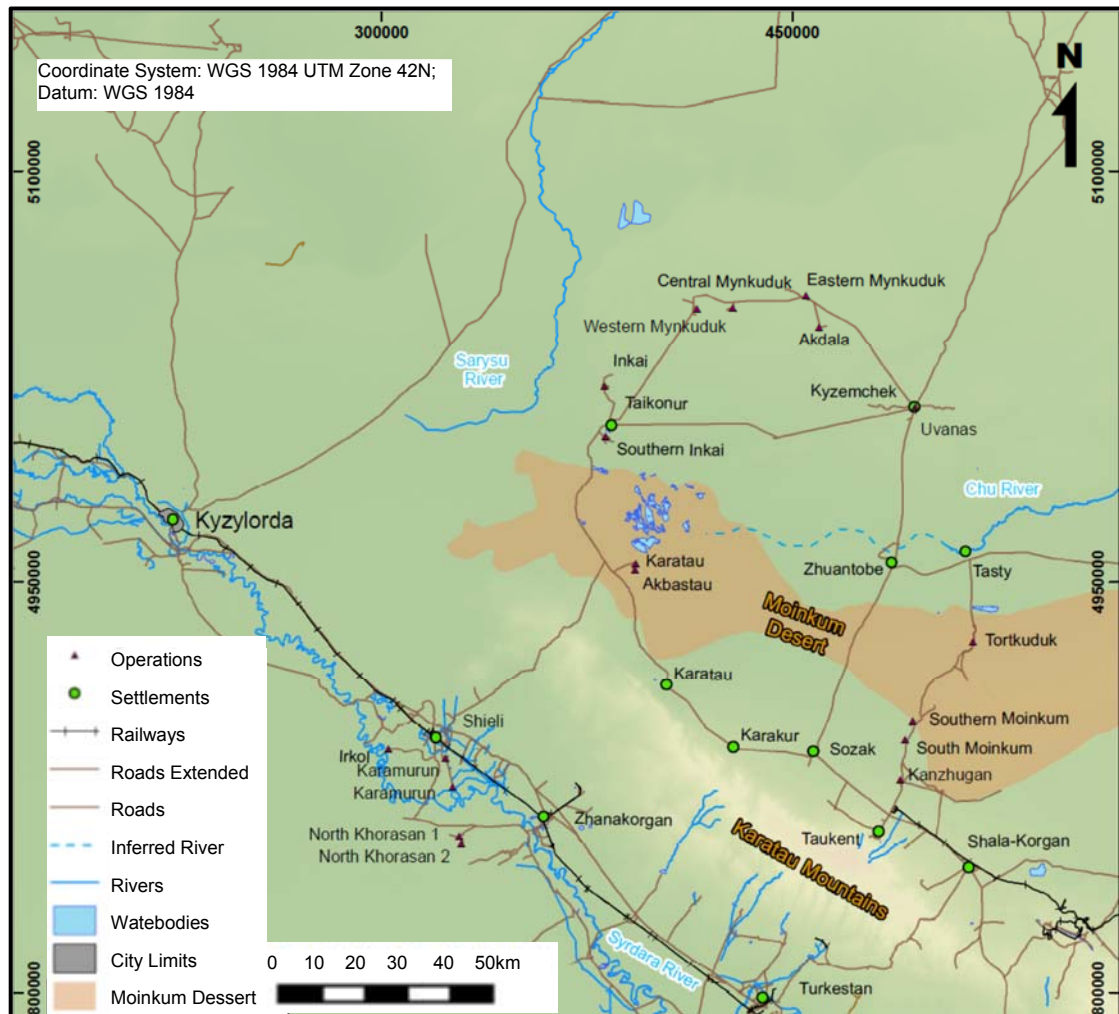 300000
450000
Coordinate System: WGS 1984 UTM Zone 42N;
Datum: WGS 1984
N
5100000
5100000
Central Mynkuduk
Eastern Mynkuduk
Western Mynkuduk
Akdala
Sarysu
River
Inkai
Kyzemchek
Taikonur
Uvanas
Southern Inkai
Chu River
Kyzylorda
Karatau
Zhuantobe
Tasty
Akbastau
4950000
4950000
Moinkum
Desert
Tortkuduk
Karatau
Southern Moinkum
Shieli
Karakur
Sozak
South Moinkum
Irkol
Karamurun
Kanzhugan
Karamurun
Zhanakorgan
Taukent
Shala-Korgan
North Khorasan 1
North Khorasan 2
Karatau Mountains
Syrdara River
Turkestan
800000
800000
Operations
Settlements
Railways
Roads Extended
Roads
Inferred River
Rivers
Watebodies
City Limits
Moinkum Dessert
0 10 20 30 40 50km